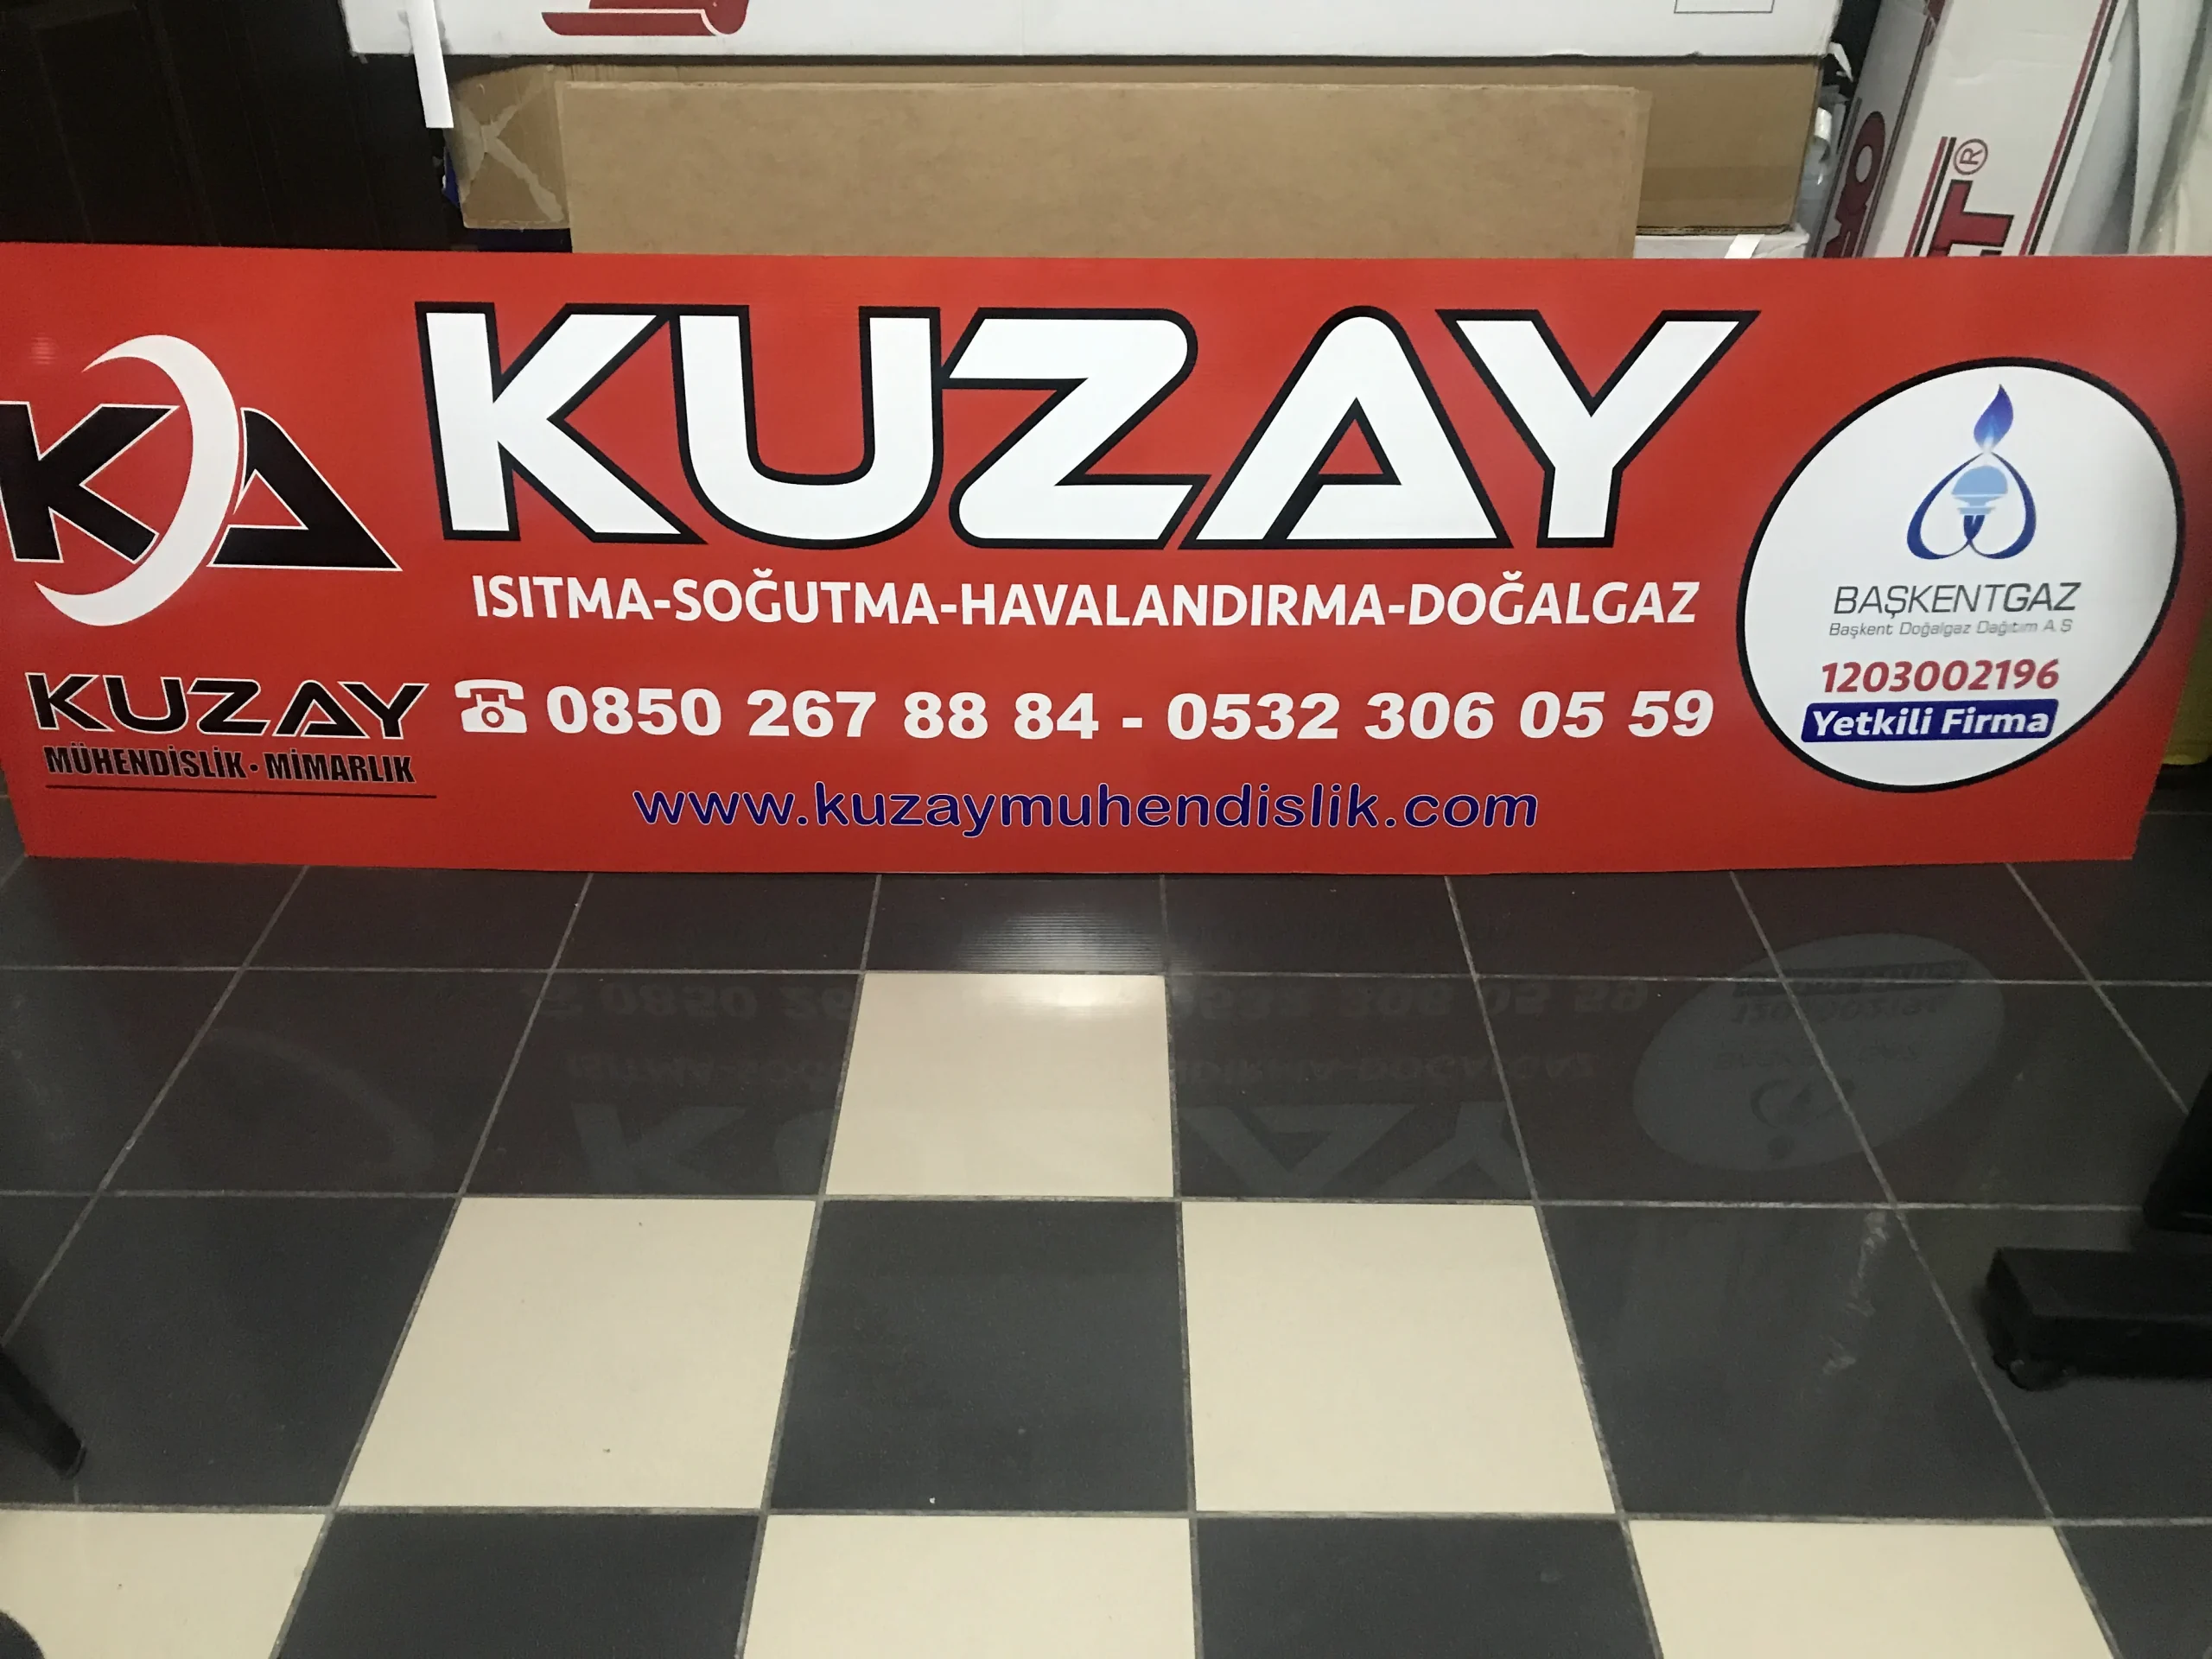 KA
KUZAY
MÜHENDİSLİK • MİMARLIK
KUZAY
ISITMA-SOĞUTMA-HAVALANDIRMA-DOĞALGAZ
0850 267 88 84 - 0532 306 05 59
www.kuzaymuhendislik.com
BAŞKENTGAZ
Başkent Doğalgaz Dağıtım A.Ş
1203002196
Yetkili Firma